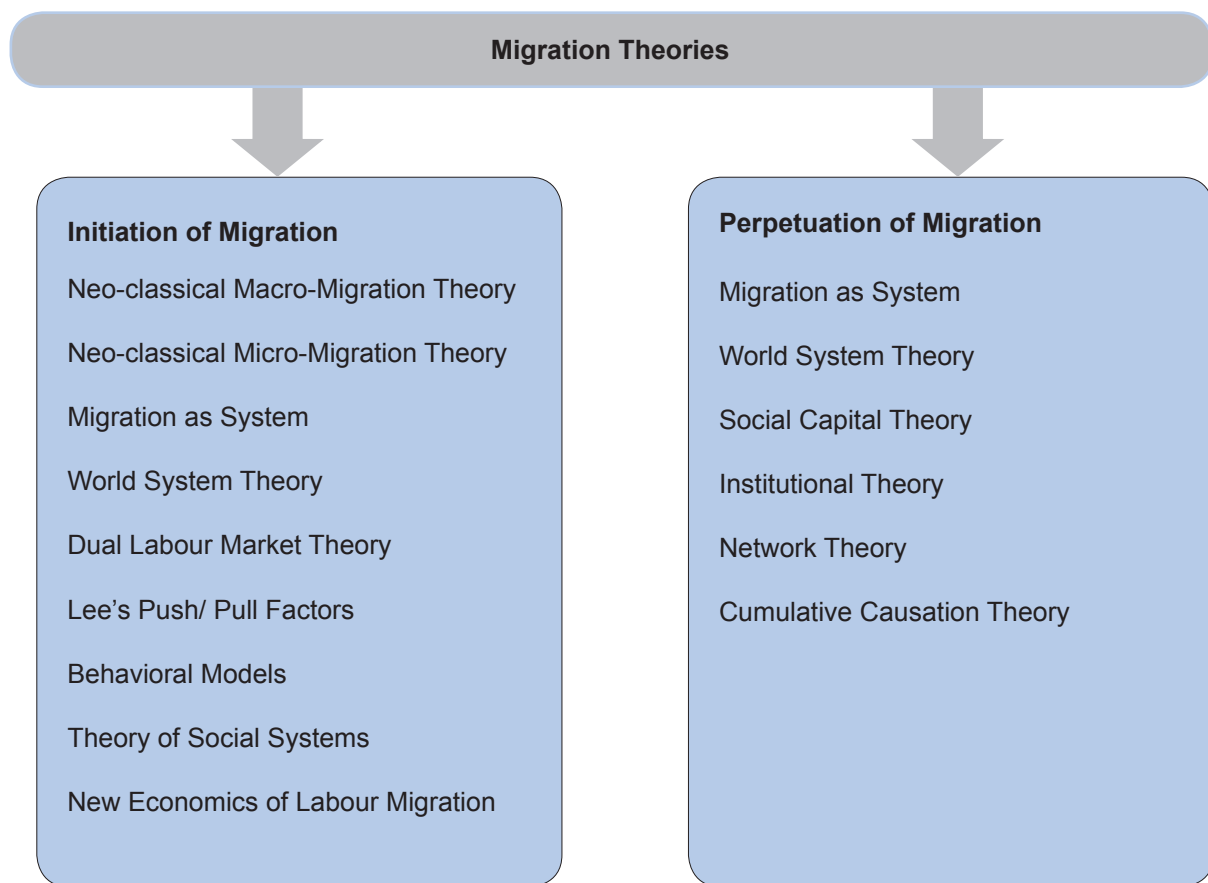 Migration Theories
Initiation of Migration
Neo-classical Macro-Migration Theory
Neo-classical Micro-Migration Theory
Migration as System
World System Theory
Dual Labour Market Theory
Lee’s Push/ Pull Factors
Behavioral Models
Theory of Social Systems
New Economics of Labour Migration
Perpetuation of Migration
Migration as System
World System Theory
Social Capital Theory
Institutional Theory
Network Theory
Cumulative Causation Theory